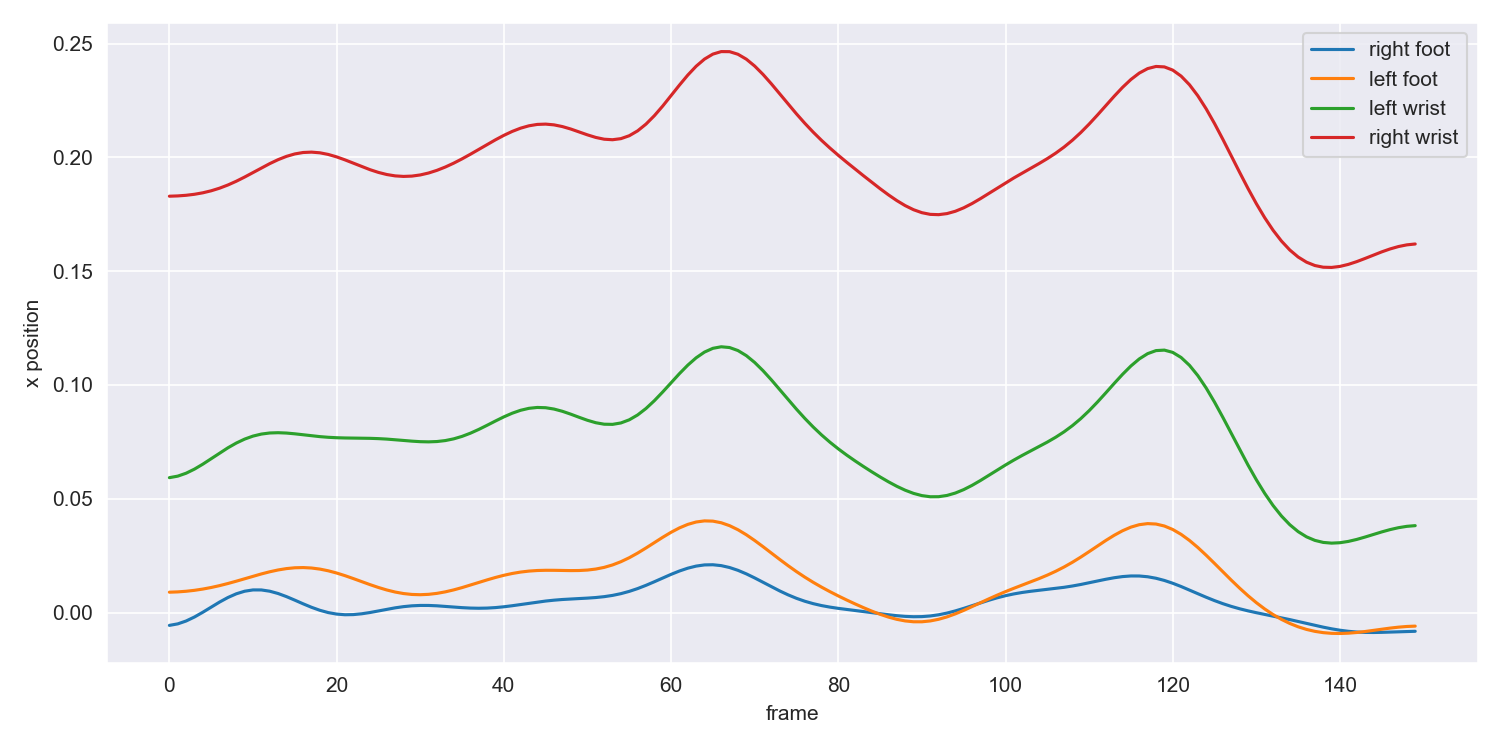 0.25
0.20
0.15
0.10
0.05
0.00
x position
0 20 40 60 80 100 120 140
frame
right foot
left foot
left wrist
right wrist